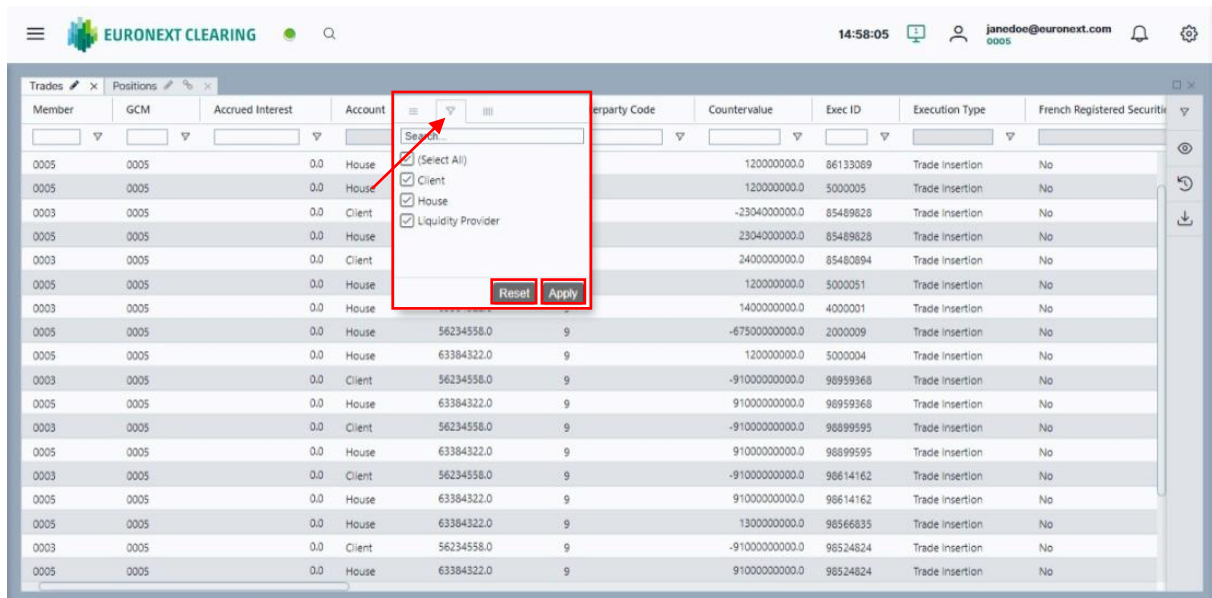 EURONEXT CLEARING 14:58:05 1 janedoe@euronext.com
0005
Trades Positions
Member GCM Accrued Interest Account erparty Code Countervalue Exec ID Execution Type French Registered Securitie
Search...
(Select All)
Client
House
Liquidity Provider
Reset Apply
0005 0005 0.0 House 120000000.0 86133089 Trade Insertion No
0005 0005 0.0 House 120000000.0 5000005 Trade Insertion No
0003 0005 0.0 Client -2304000000.0 85489828 Trade Insertion No
0005 0005 0.0 House 2304000000.0 85489828 Trade Insertion No
0003 0005 0.0 Client 2400000000.0 85480894 Trade Insertion No
0005 0005 0.0 House 120000000.0 5000051 Trade Insertion No
0003 0005 0.0 House 1400000000.0 4000001 Trade Insertion No
0005 0005 0.0 House 56234558.0 9 -67500000000.0 2000009 Trade Insertion No
0005 0005 0.0 House 63384322.0 9 120000000.0 5000004 Trade Insertion No
0003 0005 0.0 Client 56234558.0 9 -91000000000.0 98959368 Trade Insertion No
0005 0005 0.0 House 63384322.0 9 91000000000.0 98959368 Trade Insertion No
0003 0005 0.0 Client 56234558.0 9 -91000000000.0 98899595 Trade Insertion No
0005 0005 0.0 House 63384322.0 9 91000000000.0 98899595 Trade Insertion No
0003 0005 0.0 Client 56234558.0 9 -91000000000.0 98614162 Trade Insertion No
0005 0005 0.0 House 63384322.0 9 91000000000.0 98614162 Trade Insertion No
0005 0005 0.0 House 63384322.0 9 1300000000.0 98566835 Trade Insertion No
0003 0005 0.0 Client 56234558.0 9 -91000000000.0 98524824 Trade Insertion No
0005 0005 0.0 House 63384322.0 9 91000000000.0 98524824 Trade Insertion No